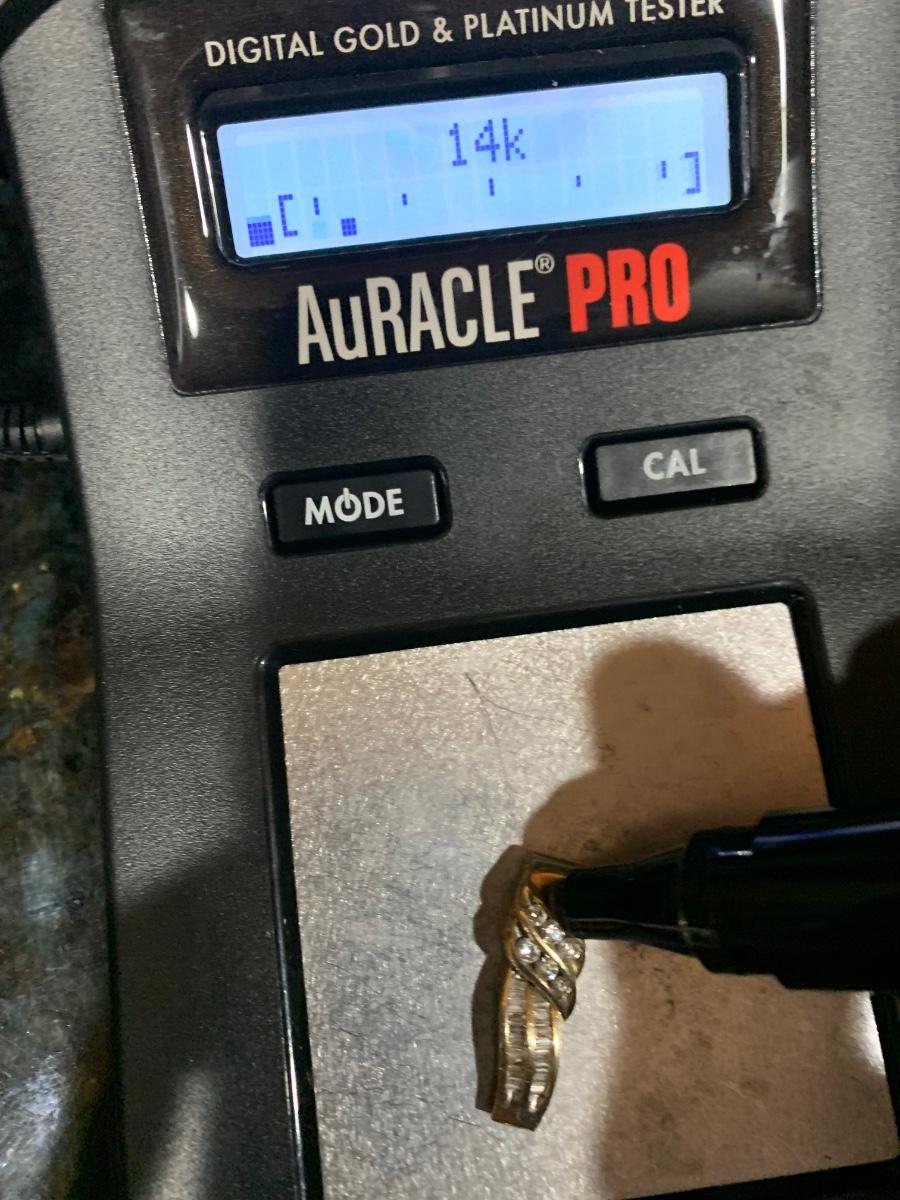 DIGITAL GOLD & PLATINUM TESTER
14k
[' ' ' ' ']
AuRACLE® PRO
MODE
CAL